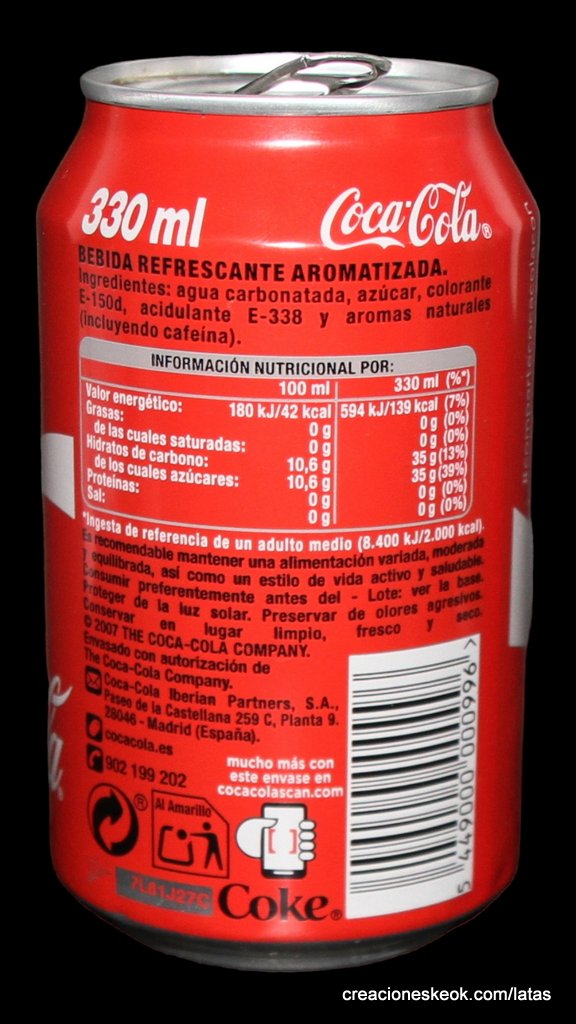 330 ml
Coca-Cola®
BEBIDA REFRESCANTE AROMATIZADA.
Ingredientes: agua carbonatada, azúcar, colorante
E-150d, acidulante E-338 y aromas naturales
(incluyendo cafeína).
INFORMACIÓN NUTRICIONAL POR:
100 ml 330 ml (%*)
Valor energético: 180 kJ/42 kcal 594 kJ/139 kcal (7%)
Grasas: 0 g 0 g (0%)
de las cuales saturadas: 0 g 0 g (0%)
Hidratos de carbono: 10,6 g 35 g (13%)
de los cuales azúcares: 10,6 g 35 g (39%)
Proteínas: 0 g 0 g (0%)
Sal: 0 g 0 g (0%)
*Ingesta de referencia de un adulto medio (8.400 kJ/2.000 kcal).
Es recomendable mantener una alimentación variada, moderada
y equilibrada, así como un estilo de vida activo y saludable.
Consumir preferentemente antes del - Lote: ver la base.
Proteger de la luz solar. Preservar de olores agresivos.
Conservar en lugar limpio, fresco y seco.
© 2007 THE COCA-COLA COMPANY.
Envasado con autorización de
The Coca-Cola Company.
Coca-Cola Iberian Partners, S.A.,
Paseo de la Castellana 259 C, Planta 9.
28046 - Madrid (España).
cocacola.es
902 199 202
mucho más con
este envase en
cocacolascan.com
® Al Amarillo
7L81J27C
Coke®
5 449000 000996 >
creacioneskeok.com/latas